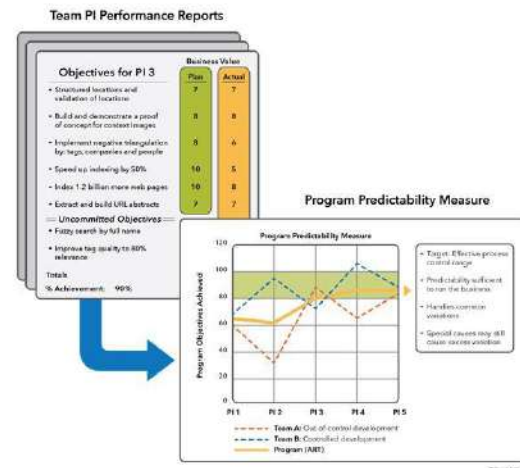 Team PI Performance Reports
Business Value
Objectives for PI 3
Plan
Actual
• Structured locations and
validation of locations
7
7
• Build and demonstrate a proof
of concept for context images
8
8
• Implement negative triangulation
by: tags, companies and people
8
6
• Speed up indexing by 50%
10
5
• Index 1.2 billion more web pages
10
8
• Extract and build URL abstracts
7
7
Uncommitted Objectives
• Fuzzy search by full name
• Improve tag quality to 80%
relevance
Totals
% Achievement: 90%
Program Predictability Measure
Program Predictability Measure
Program Objectives Achieved
120
100
80
60
40
20
0
PI 1
PI 2
PI 3
PI 4
PI 5
Team A: Out of control development
Team B: Controlled development
Program (ART)
• Target: Effective process
control range
• Predictability sufficient
to run the business
• Handles common
variations
• Special causes may still
cause excess variation